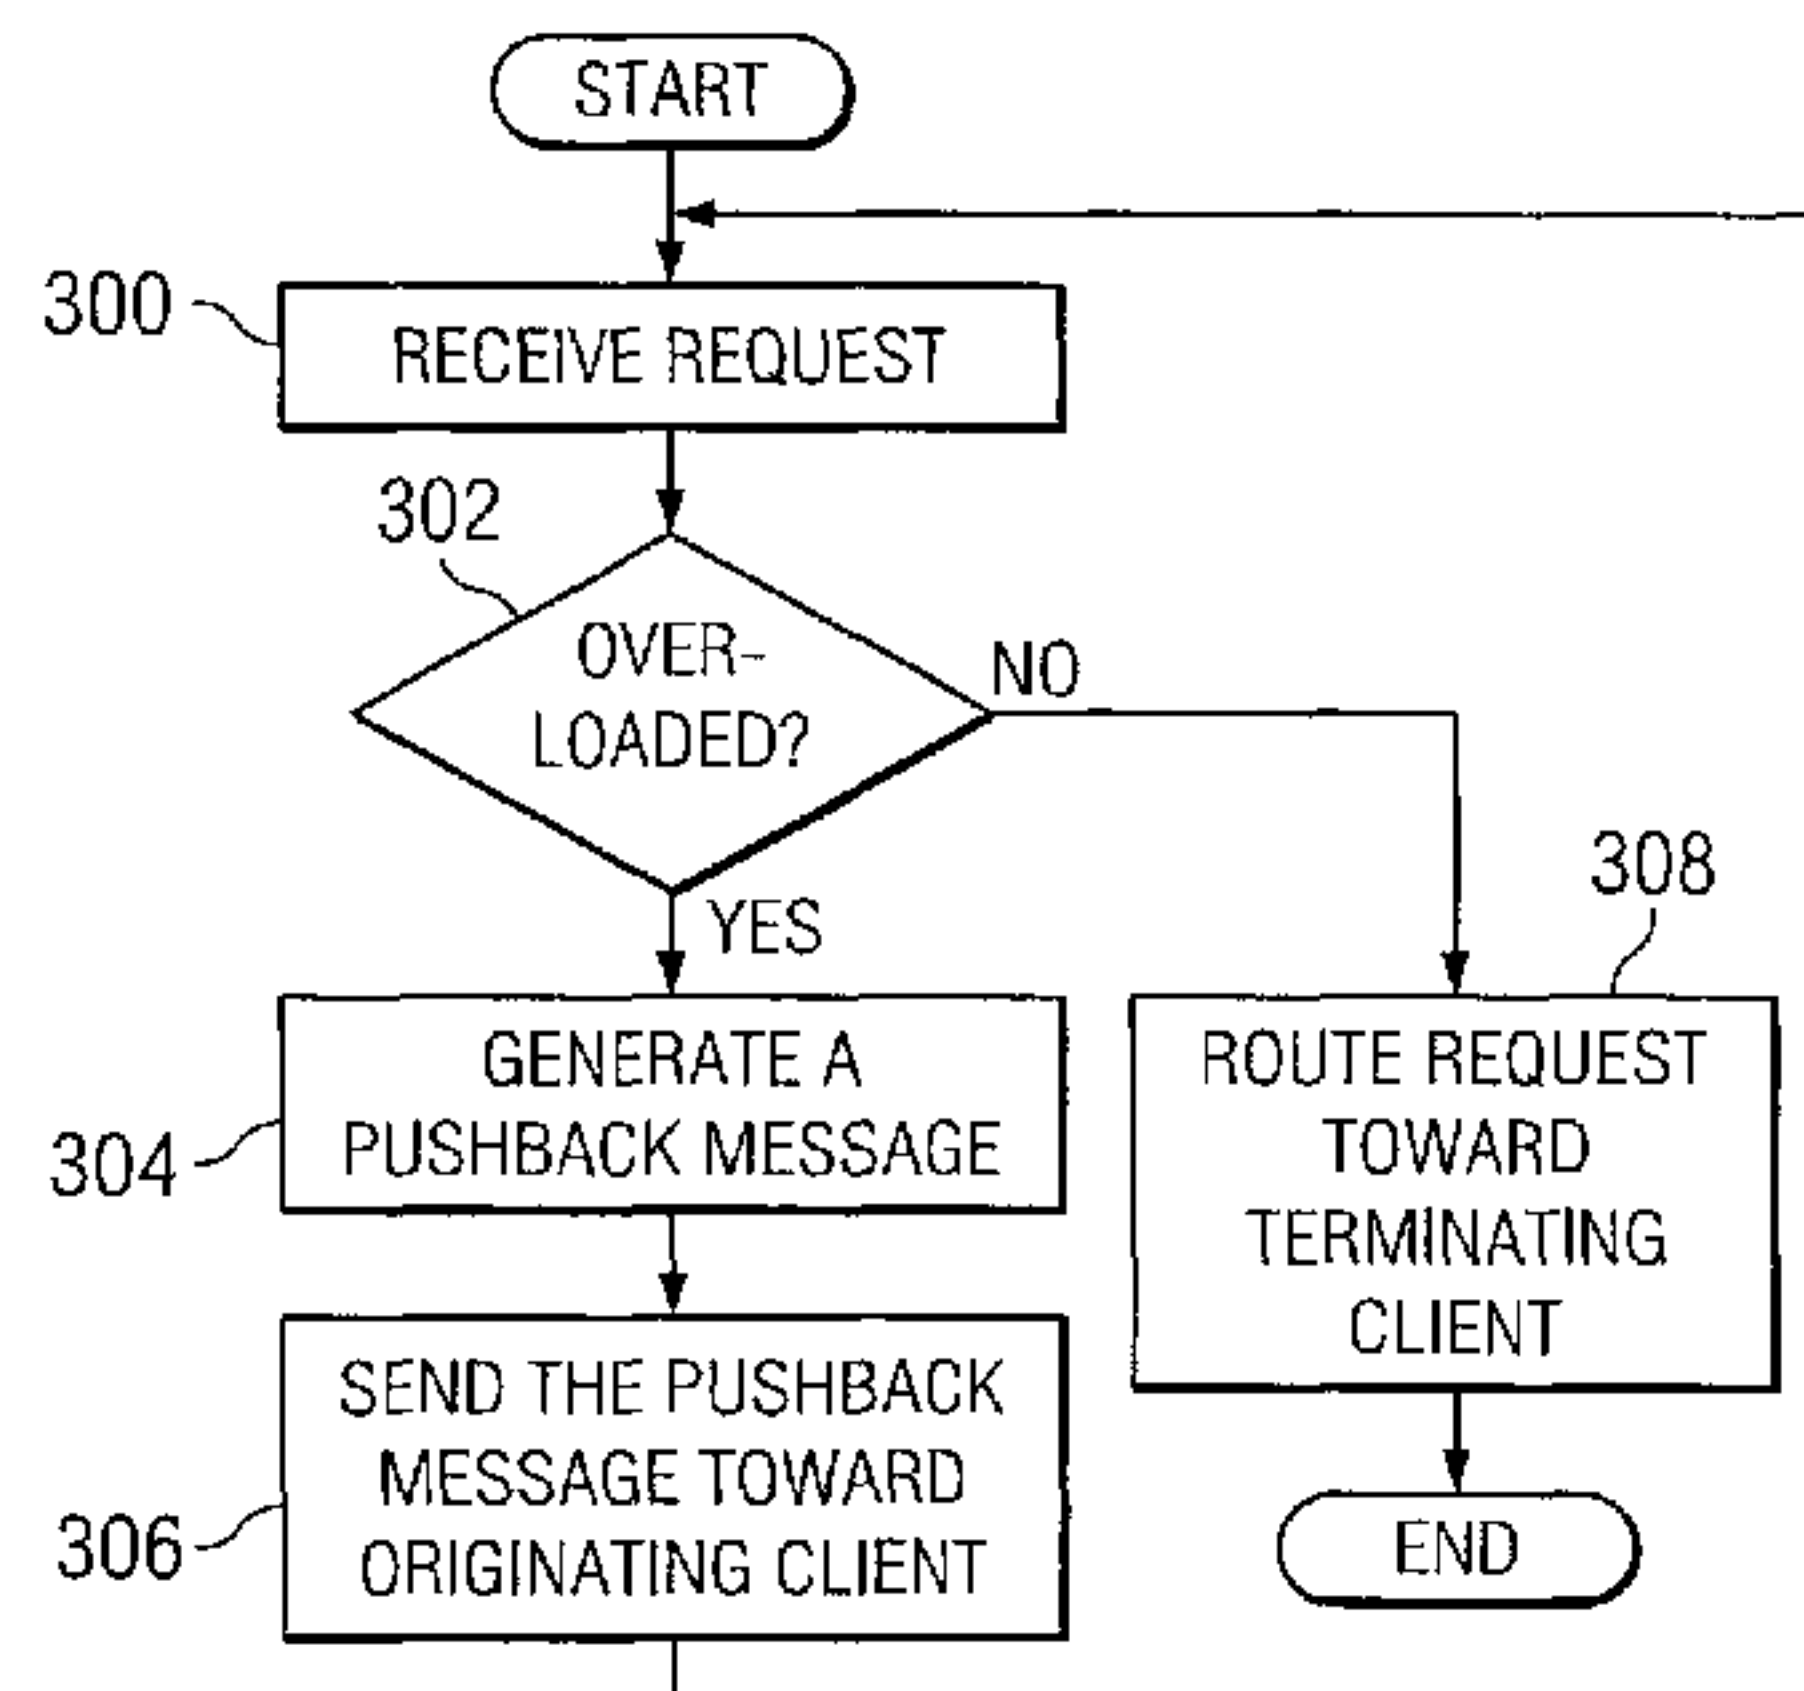 START
300
RECEIVE REQUEST
302
OVER-
LOADED?
NO
YES
308
304
GENERATE A
PUSHBACK MESSAGE
ROUTE REQUEST
TOWARD
TERMINATING
CLIENT
306
SEND THE PUSHBACK
MESSAGE TOWARD
ORIGINATING CLIENT
END